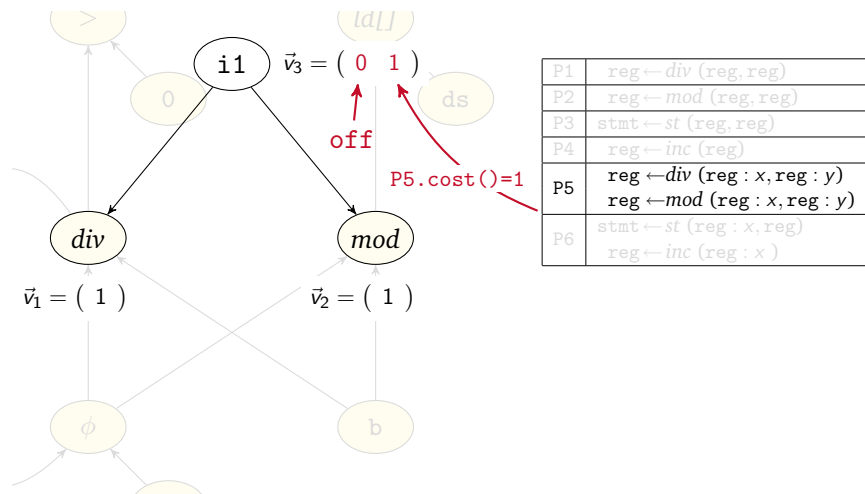 >
ld[]
i1
v⃗3 = ( 0 1 )
0
ds
off
P5.cost()=1
div
mod
v⃗1 = ( 1 )
v⃗2 = ( 1 )
ϕ
b
P1 reg←div (reg, reg)
P2 reg←mod (reg, reg)
P3 stmt←st (reg, reg)
P4 reg←inc (reg)
P5 reg←div (reg : x, reg : y)
reg←mod (reg : x, reg : y)
P6 stmt←st (reg : x, reg)
reg←inc (reg : x )